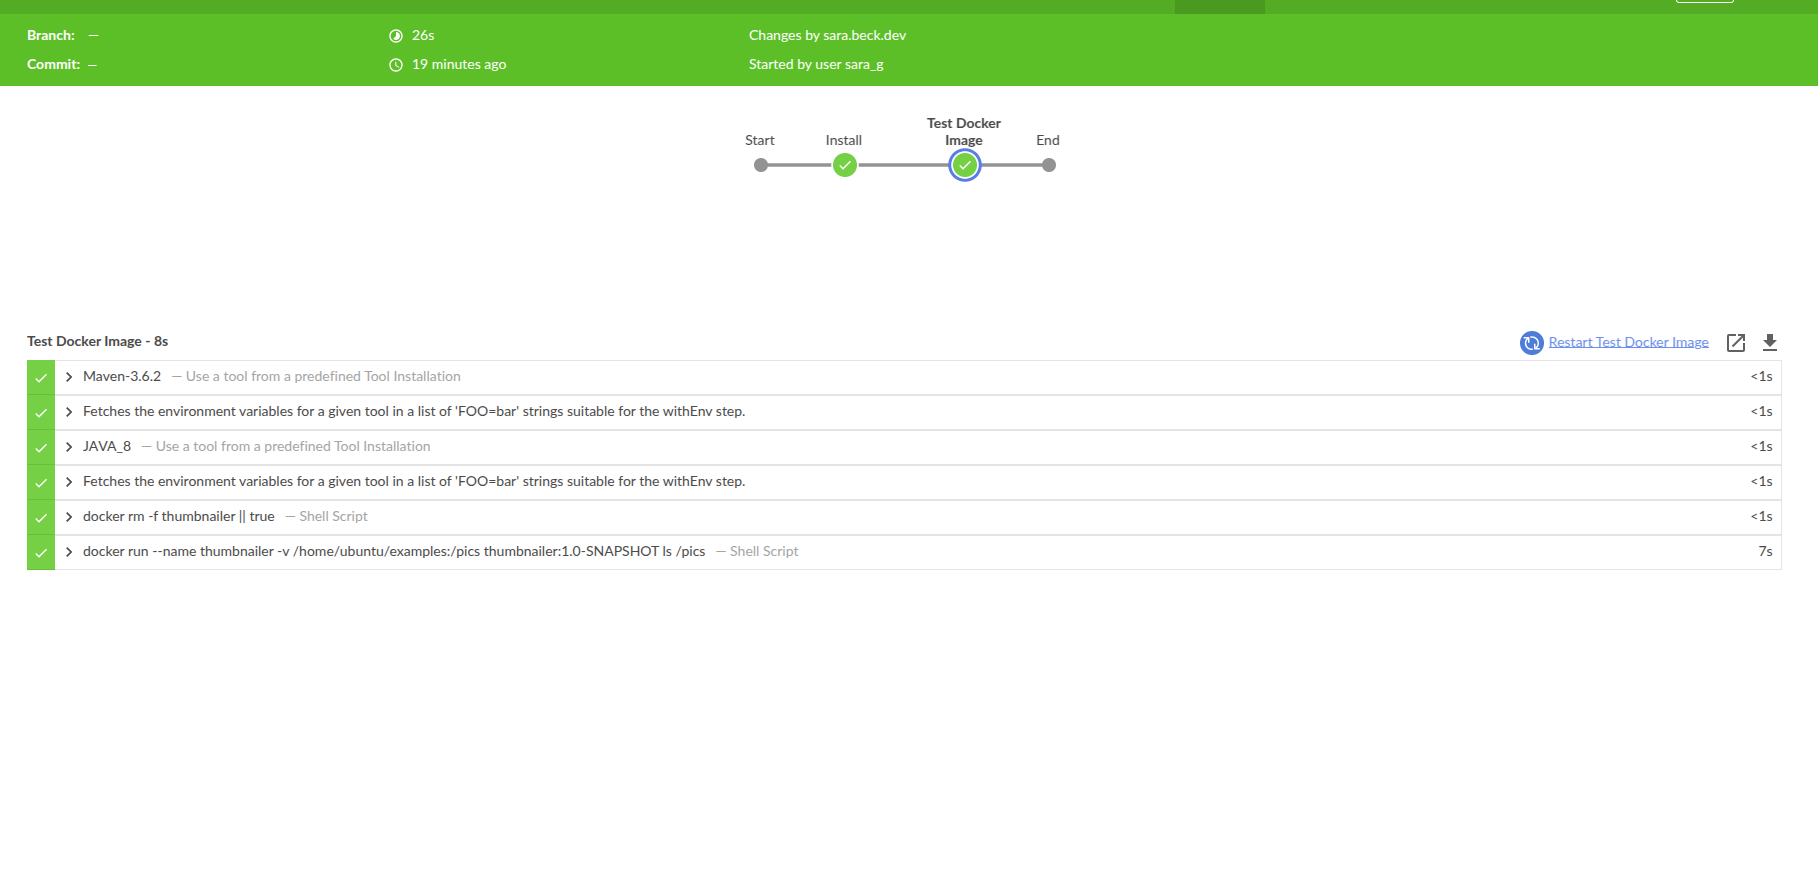 Branch: —
26s
Changes by sara.beck.dev
Commit: —
19 minutes ago
Started by user sara_g
Start
Install
Test Docker
Image
End
Test Docker Image - 8s
Restart Test Docker Image
Maven-3.6.2 — Use a tool from a predefined Tool Installation <1s
Fetches the environment variables for a given tool in a list of 'FOO=bar' strings suitable for the withEnv step. <1s
JAVA_8 — Use a tool from a predefined Tool Installation <1s
Fetches the environment variables for a given tool in a list of 'FOO=bar' strings suitable for the withEnv step. <1s
docker rm -f thumbnailer || true — Shell Script <1s
docker run --name thumbnailer -v /home/ubuntu/examples:/pics thumbnailer:1.0-SNAPSHOT ls /pics — Shell Script 7s